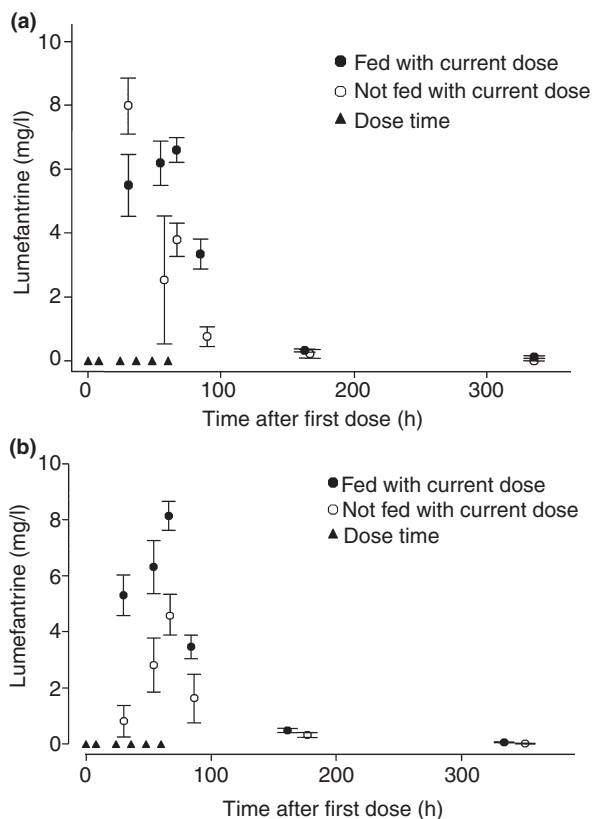 (a)
10
8
6
4
2
0
Lumefantrine (mg/l)
Fed with current dose
Not fed with current dose
Dose time
0 100 200 300
Time after first dose (h)
(b)
10
8
6
4
2
0
Lumefantrine (mg/l)
Fed with current dose
Not fed with current dose
Dose time
0 100 200 300
Time after first dose (h)